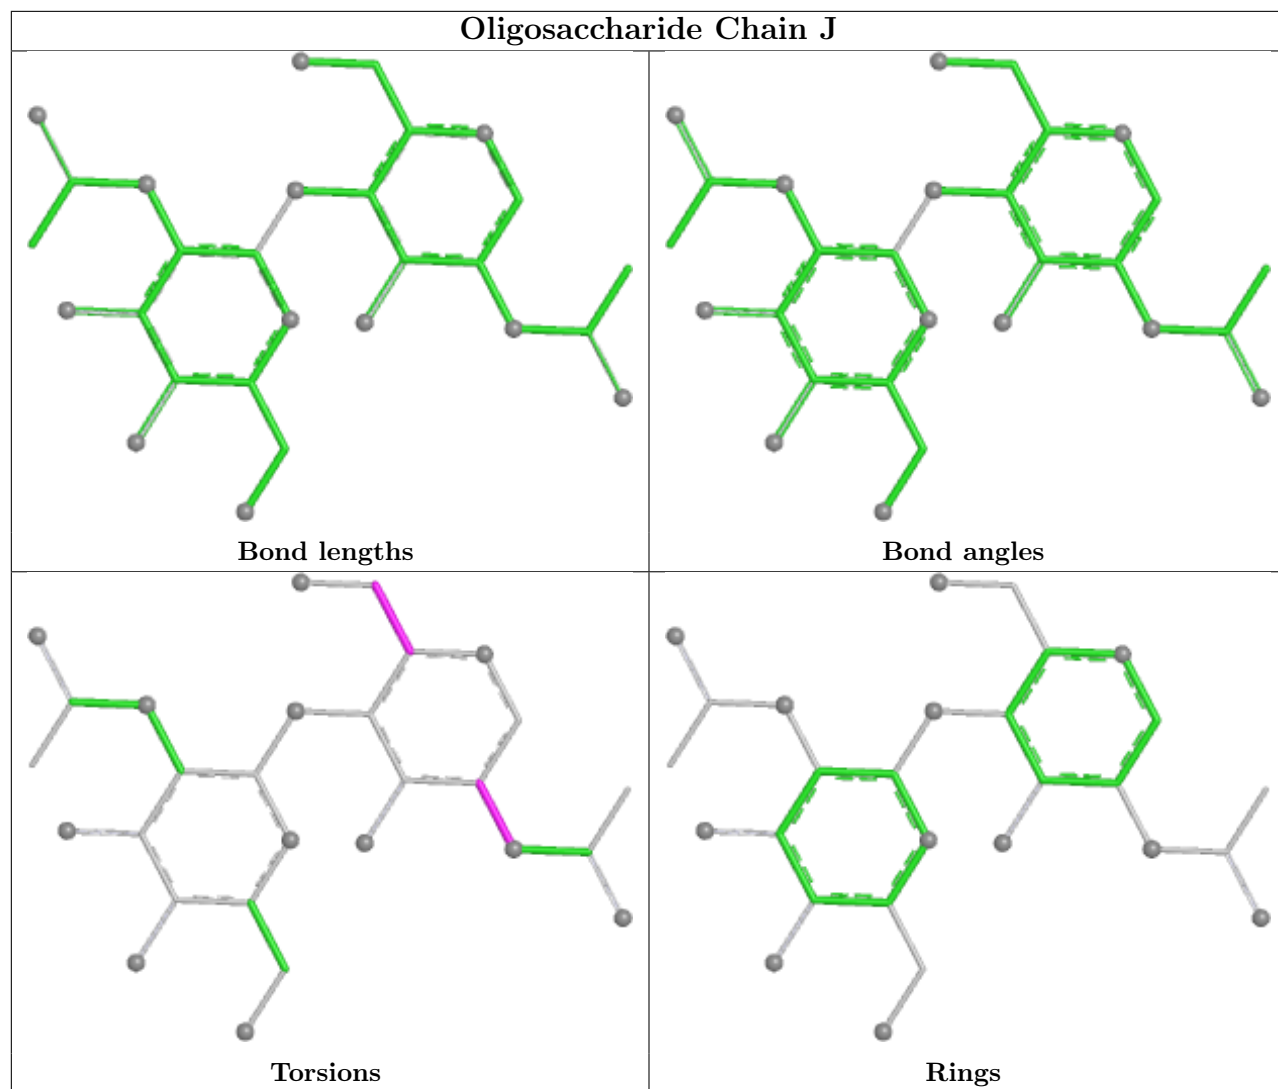 Oligosaccharide Chain J
Bond lengths
Bond angles
Torsions
Rings